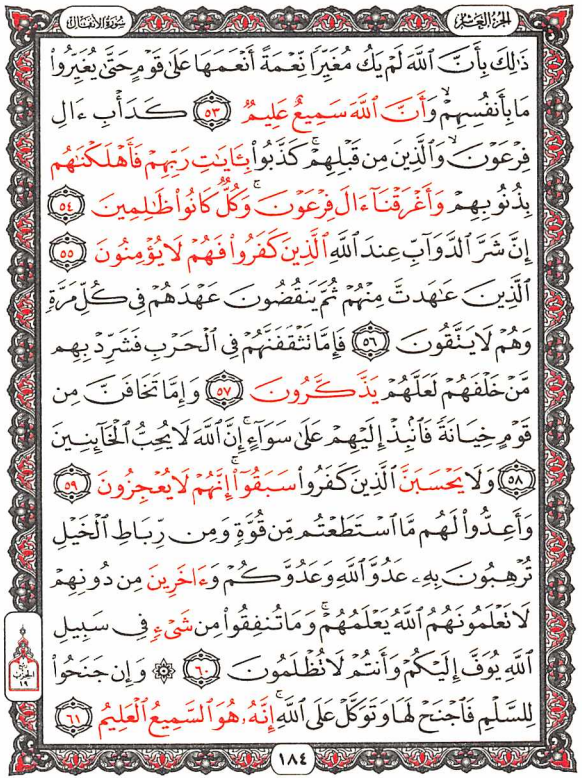 الجزء العاشر
سورة الأنفال
ذَٰلِكَ بِأَنَّ ٱللَّهَ لَمْ يَكُ مُغَيِّرًا نِّعْمَةً أَنْعَمَهَا عَلَىٰ قَوْمٍ حَتَّىٰ يُغَيِّرُوا۟
مَا بِأَنفُسِهِمْ ۙ وَأَنَّ ٱللَّهَ سَمِيعٌ عَلِيمٌ ٥٣ كَدَأْبِ ءَالِ
فِرْعَوْنَ ۙ وَٱلَّذِينَ مِن قَبْلِهِمْ ۚ كَذَّبُوا۟ بِـَٔايَـٰتِ رَبِّهِمْ فَأَهْلَكْنَـٰهُم
بِذُنُوبِهِمْ وَأَغْرَقْنَآ ءَالَ فِرْعَوْنَ ۚ وَكُلٌّ كَانُوا۟ ظَـٰلِمِينَ ٥٤
إِنَّ شَرَّ ٱلدَّوَآبِّ عِندَ ٱللَّهِ ٱلَّذِينَ كَفَرُوا۟ فَهُمْ لَا يُؤْمِنُونَ ٥٥
ٱلَّذِينَ عَـٰهَدتَّ مِنْهُمْ ثُمَّ يَنقُضُونَ عَهْدَهُمْ فِى كُلِّ مَرَّةٍ
وَهُمْ لَا يَتَّقُونَ ٥٦ فَإِمَّا تَثْقَفَنَّهُمْ فِى ٱلْحَرْبِ فَشَرِّدْ بِهِم
مَّنْ خَلْفَهُمْ لَعَلَّهُمْ يَذَّكَّرُونَ ٥٧ وَإِمَّا تَخَافَنَّ مِن
قَوْمٍ خِيَانَةً فَٱنۢبِذْ إِلَيْهِمْ عَلَىٰ سَوَآءٍ ۚ إِنَّ ٱللَّهَ لَا يُحِبُّ ٱلْخَآئِنِينَ
٥٨ وَلَا يَحْسَبَنَّ ٱلَّذِينَ كَفَرُوا۟ سَبَقُوٓا۟ ۚ إِنَّهُمْ لَا يُعْجِزُونَ ٥٩
وَأَعِدُّوا۟ لَهُم مَّا ٱسْتَطَعْتُم مِّن قُوَّةٍ وَمِن رِّبَاطِ ٱلْخَيْلِ
تُرْهِبُونَ بِهِۦ عَدُوَّ ٱللَّهِ وَعَدُوَّكُمْ وَءَاخَرِينَ مِن دُونِهِمْ
لَا تَعْلَمُونَهُمُ ٱللَّهُ يَعْلَمُهُمْ ۚ وَمَا تُنفِقُوا۟ مِن شَىْءٍ فِى سَبِيلِ
ٱللَّهِ يُوَفَّ إِلَيْكُمْ وَأَنتُمْ لَا تُظْلَمُونَ ٦٠ ۞ وَإِن جَنَحُوا۟
لِلسَّلْمِ فَٱجْنَحْ لَهَا وَتَوَكَّلْ عَلَى ٱللَّهِ ۚ إِنَّهُۥ هُوَ ٱلسَّمِيعُ ٱلْعَلِيمُ ٦١
الحزب
١٩
١٨٤